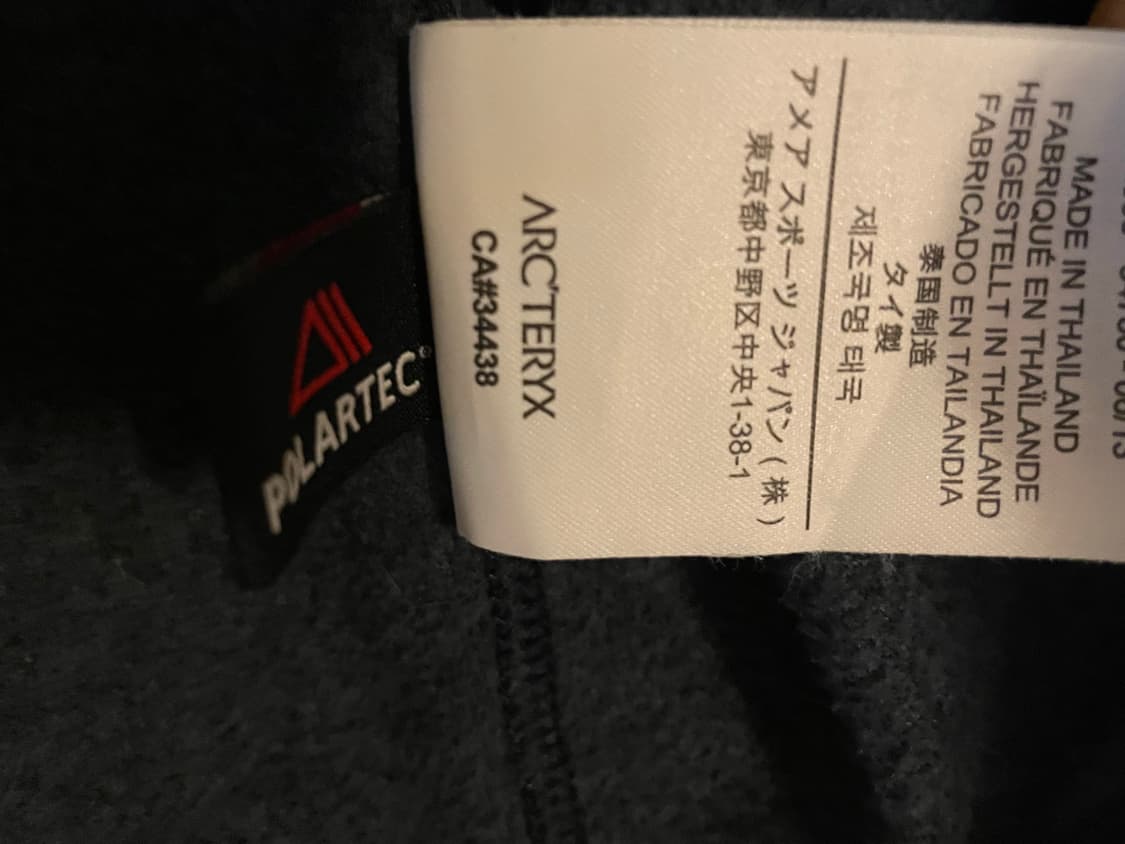 MADE IN THAILAND
FABRIQUÉ EN THAÏLANDE
HERGESTELLT IN THAILAND
FABRICADO EN TAILANDIA
泰国制造
タイ製
제조국명 태국
アメア スポーツ ジャパン ( 株 )
東京都中野区中央1-38-1
ARC'TERYX
CA#34438
POLARTEC®